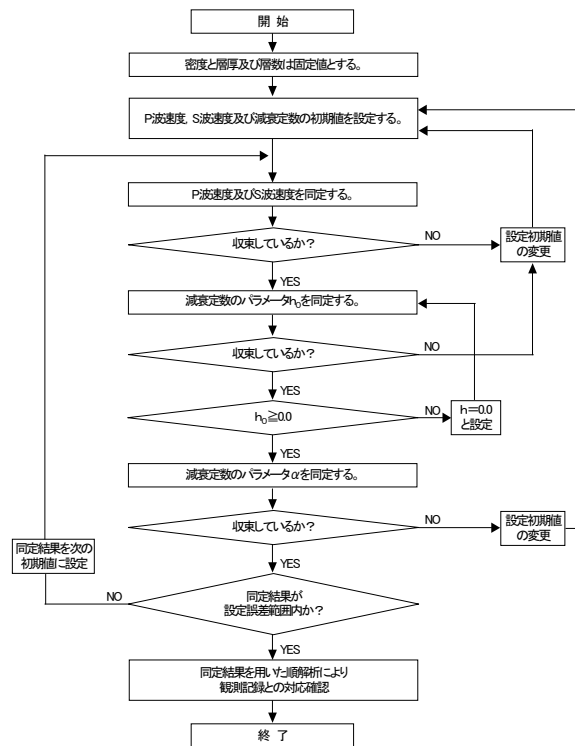 開 始
密度と層厚及び層数は固定値とする。
P波速度, S波速度及び減衰定数の初期値を設定する。
P波速度及びS波速度を同定する。
収束しているか？
NO
設定初期値
の変更
YES
減衰定数のパラメータh₀を同定する。
収束しているか？
NO
YES
h₀≧0.0
NO
h＝0.0
と設定
YES
減衰定数のパラメータαを同定する。
収束しているか？
NO
設定初期値
の変更
同定結果を次の
初期値に設定
YES
同定結果が
設定誤差範囲内か？
NO
YES
同定結果を用いた順解析により
観測記録との対応確認
終 了